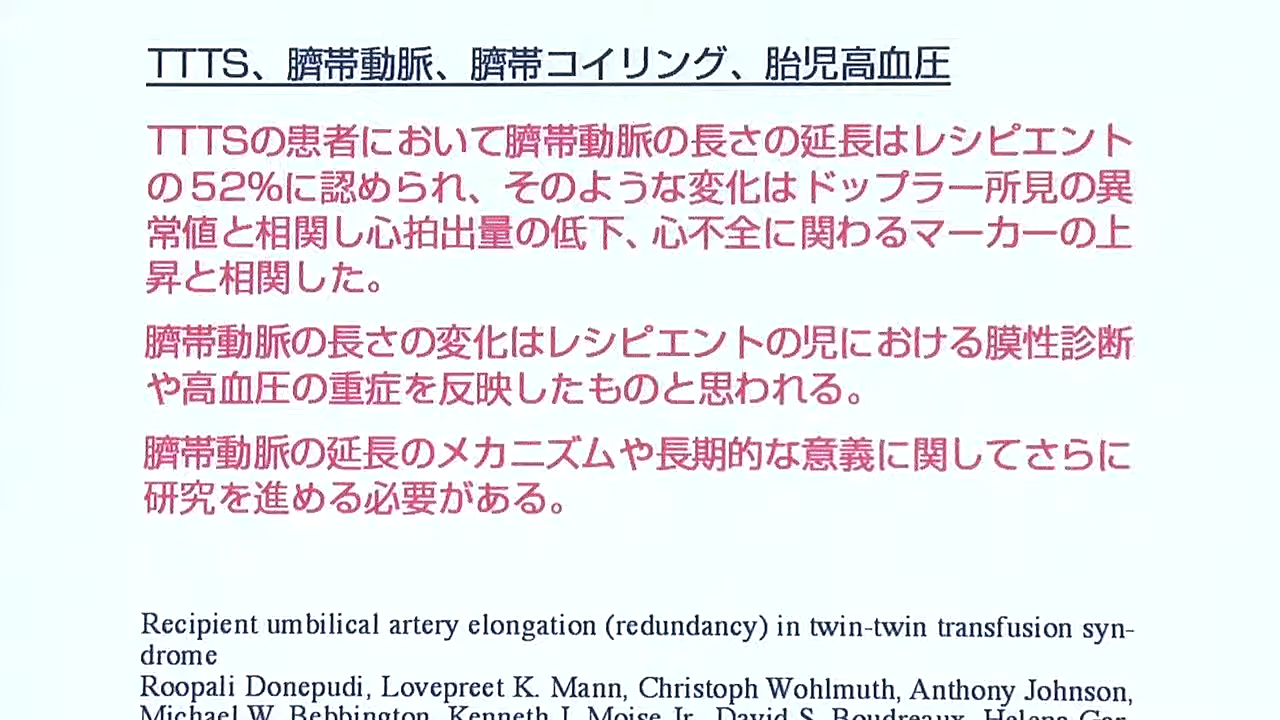 TTTS、臍帯動脈、臍帯コイリング、胎児高血圧
TTTSの患者において臍帯動脈の長さの延長はレシピエント
の52%に認められ、そのような変化はドップラー所見の異
常値と相関し心拍出量の低下、心不全に関わるマーカーの上
昇と相関した。
臍帯動脈の長さの変化はレシピエントの児における膜性診断
や高血圧の重症を反映したものと思われる。
臍帯動脈の延長のメカニズムや長期的な意義に関してさらに
研究を進める必要がある。
Recipient umbilical artery elongation (redundancy) in twin-twin transfusion syn-
drome
Roopali Donepudi, Lovepreet K. Mann, Christoph Wohlmuth, Anthony Johnson,
Michael W. Bebbington, Kenneth J. Moise Jr., David S. Boudreaux, Helena Gar-